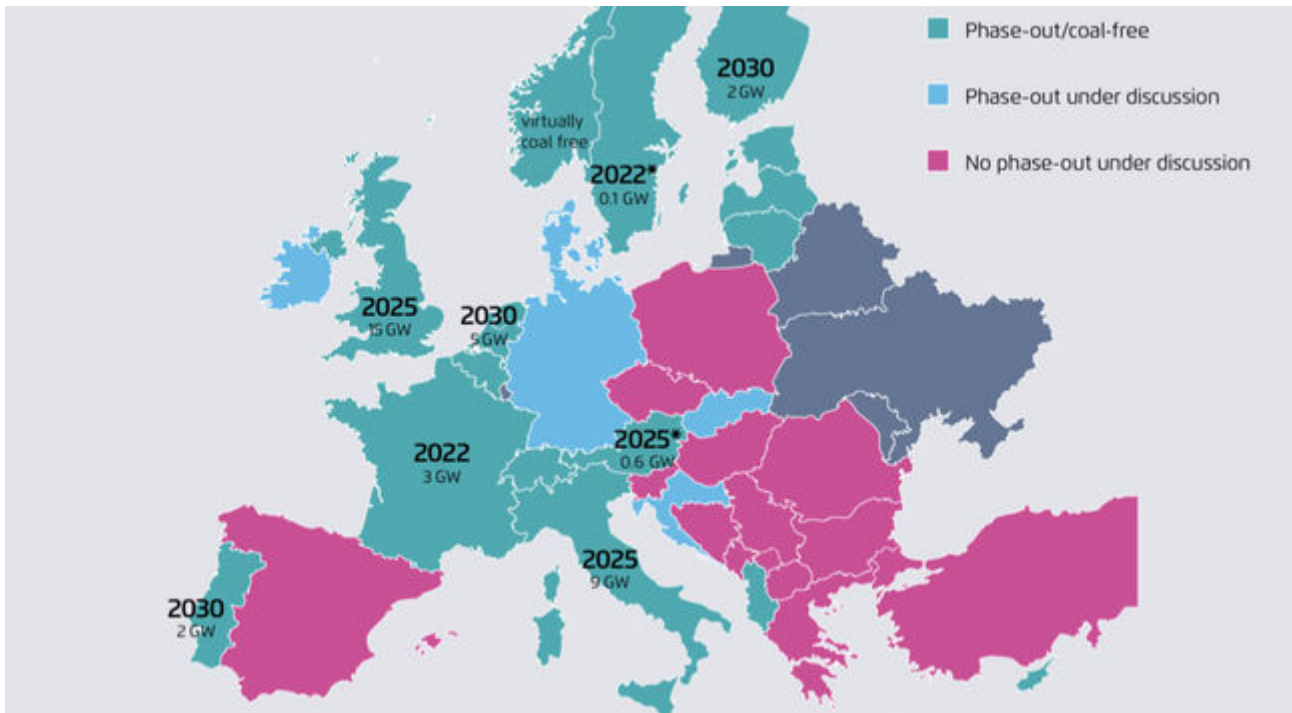 Phase-out/coal-free
Phase-out under discussion
No phase-out under discussion
2030
2 GW
virtually
coal free
2022*
0.1 GW
2025
15 GW
2030
5 GW
2022
3 GW
2025*
0.6 GW
2025
9 GW
2030
2 GW